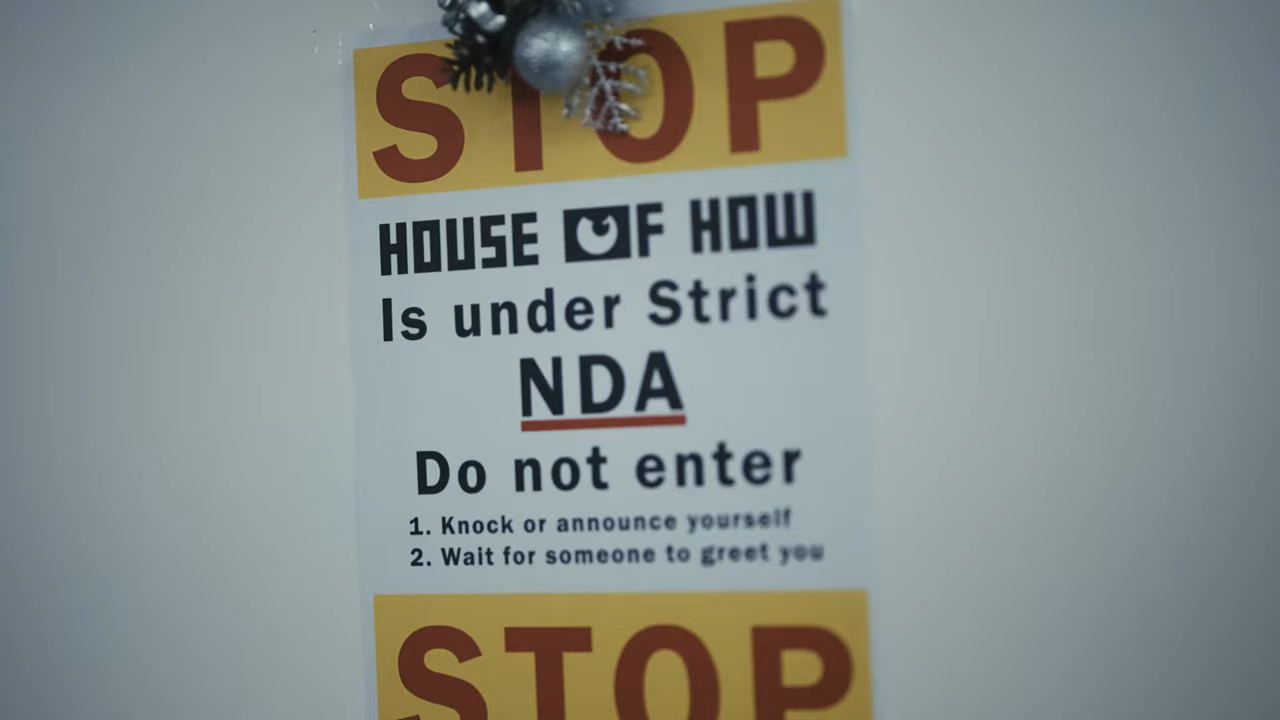 STOP
HOUSE OF HOW
Is under Strict
NDA
Do not enter
1. Knock or announce yourself
2. Wait for someone to greet you
STOP